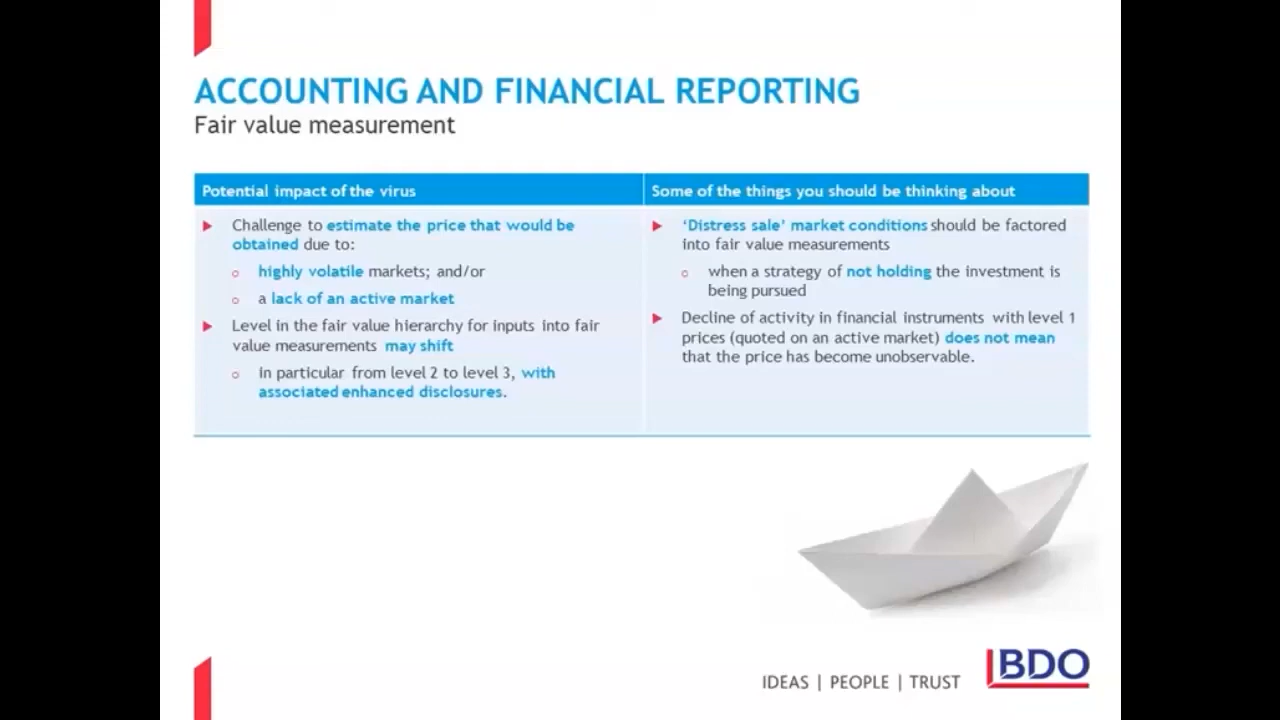 ACCOUNTING AND FINANCIAL REPORTING
Fair value measurement
Potential impact of the virus
Challenge to estimate the price that would be
obtained due to:
highly volatile markets; and/or
a lack of an active market
Level in the fair value hierarchy for inputs into fair
value measurements may shift
in particular from level 2 to level 3, with
associated enhanced disclosures.
Some of the things you should be thinking about
‘Distress sale’ market conditions should be factored
into fair value measurements
when a strategy of not holding the investment is
being pursued
Decline of activity in financial instruments with level 1
prices (quoted on an active market) does not mean
that the price has become unobservable.
IDEAS | PEOPLE | TRUST
BDO